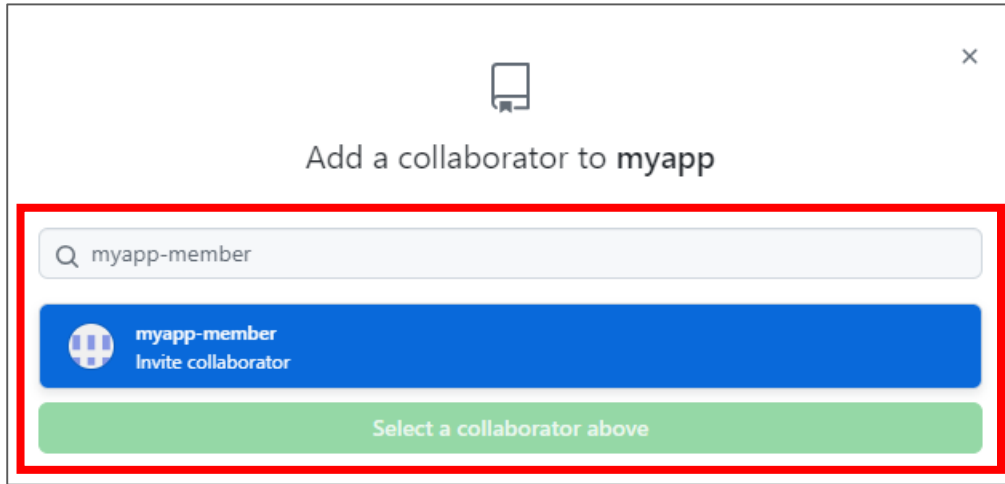 Add a collaborator to myapp
myapp-member
myapp-member
Invite collaborator
Select a collaborator above